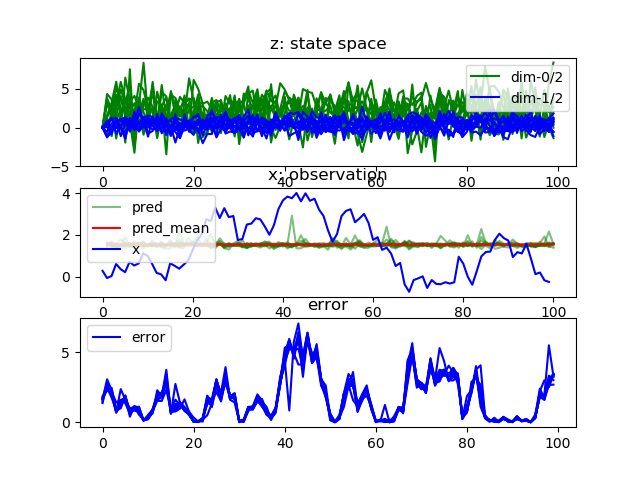 z: state space
5
0
−5
dim-0/2
dim-1/2
0 20 40 60 80 100
x: observation
4
2
0
pred
pred_mean
x
0 20 40 60 80 100
error
5
0
error
0 20 40 60 80 100